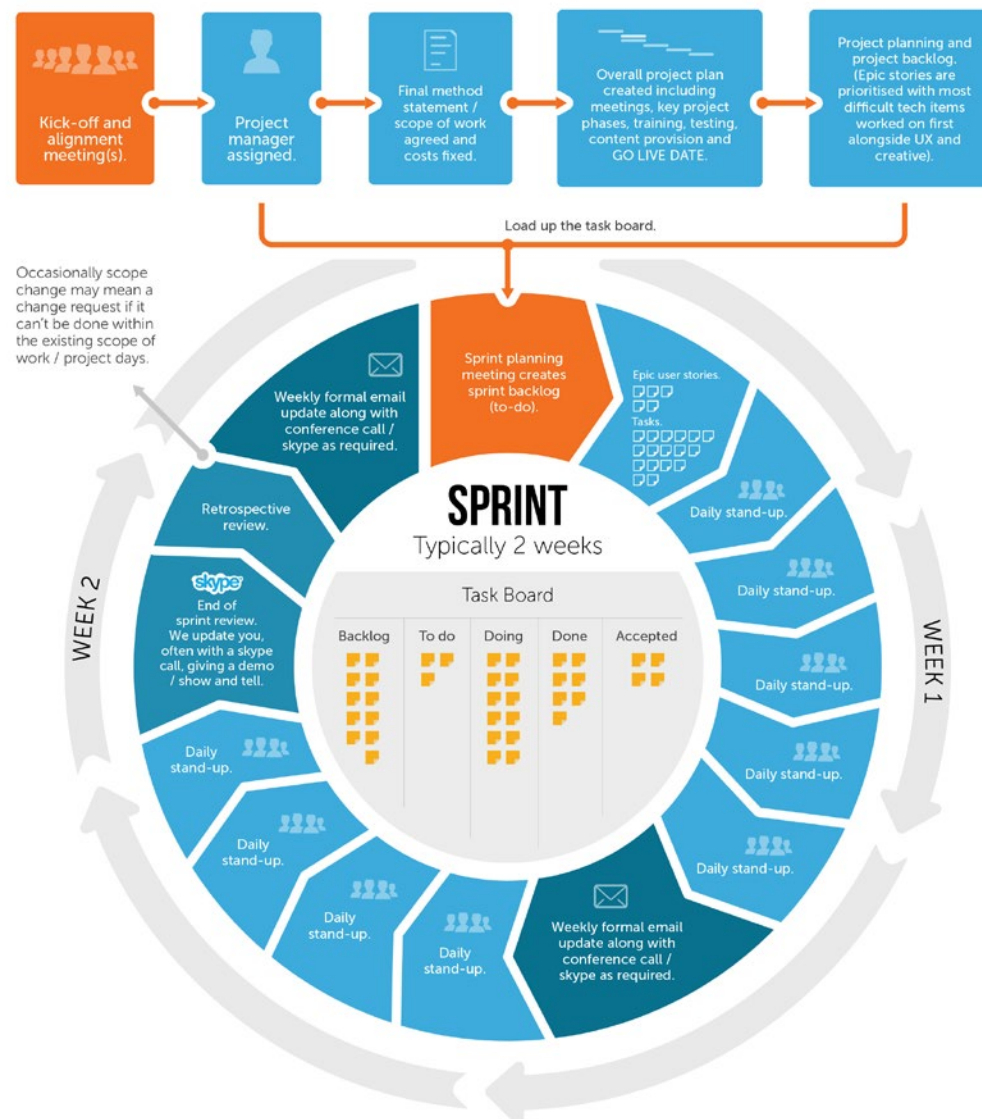 Kick-off and
alignment
meeting(s).
Project
manager
assigned.
Final method
statement /
scope of work
agreed and
costs fixed.
Overall project plan
created including
meetings, key project
phases, training, testing,
content provision and
GO LIVE DATE.
Project planning and
project backlog.
(Epic stories are
prioritised with most
difficult tech items
worked on first
alongside UX and
creative).
Load up the task board.
Occasionally scope
change may mean a
change request if it
can't be done within
the existing scope of
work / project days.
Sprint planning
meeting creates
sprint backlog
(to-do).
Epic user stories.
Tasks.
Daily stand-up.
Daily stand-up.
Daily stand-up.
Daily stand-up.
Daily stand-up.
WEEK 1
Weekly formal email
update along with
conference call /
skype as required.
Daily
stand-up.
Daily
stand-up.
Daily
stand-up.
Daily
stand-up.
skype
End of
sprint review.
We update you,
often with a skype
call, giving a demo
/ show and tell.
Retrospective
review.
Weekly formal email
update along with
conference call /
skype as required.
WEEK 2
SPRINT
Typically 2 weeks
Task Board
Backlog To do Doing Done Accepted